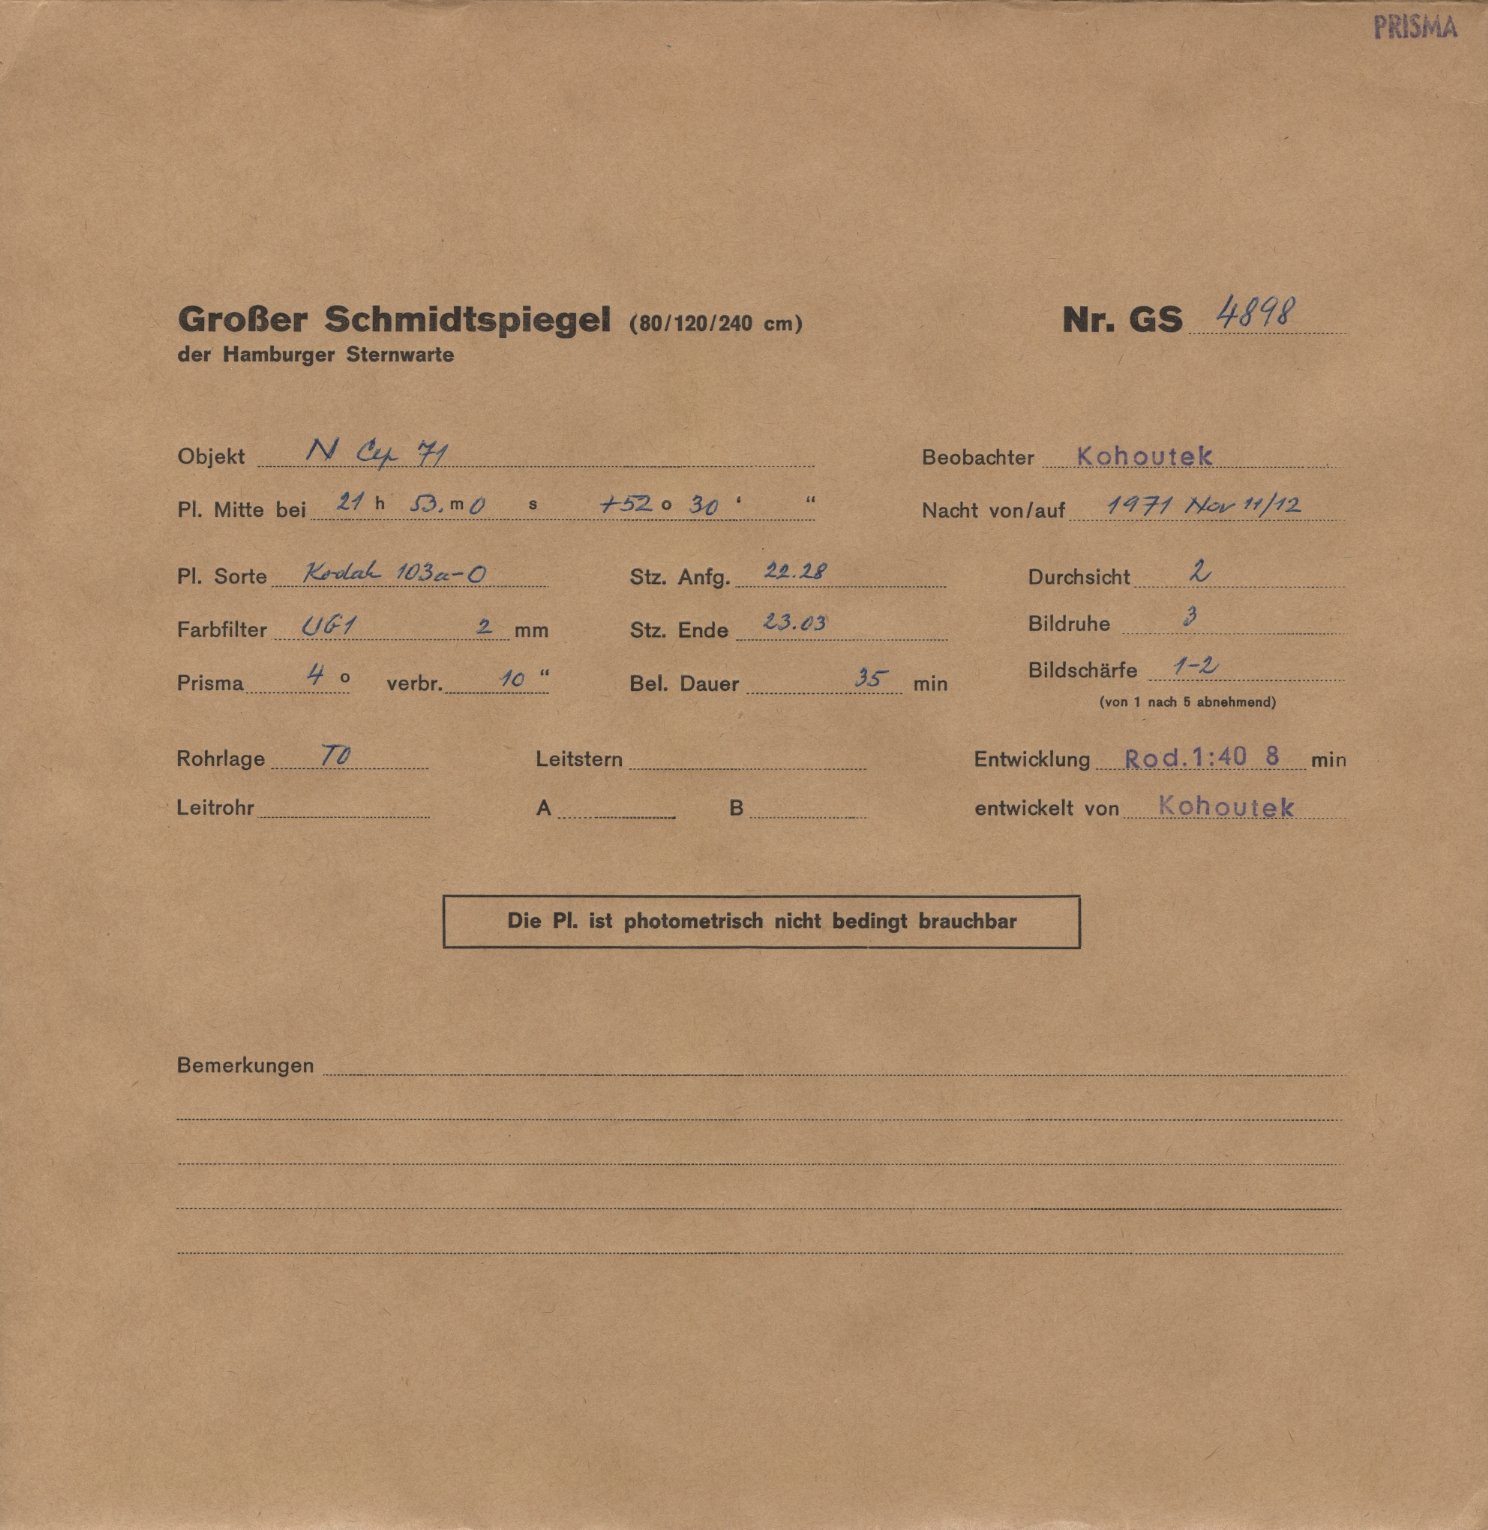 PRISMA
Großer Schmidtspiegel (80/120/240 cm) Nr. GS 4898
der Hamburger Sternwarte
Objekt N Cep 71 Beobachter Kohoutek
Pl. Mitte bei 21 h 53. m 0 s +52 o 30 ‘ “ Nacht von/auf 1971 Nov 11/12
Pl. Sorte Kodak 103a-O Stz. Anfg. 22.28 Durchsicht 2
Farbfilter UG1 2 mm Stz. Ende 23.03 Bildruhe 3
Prisma 4 o verbr. 10 “ Bel. Dauer 35 min Bildschärfe 1-2
(von 1 nach 5 abnehmend)
Rohrlage TO Leitstern Entwicklung Rod. 1:40 8 min
Leitrohr A B entwickelt von Kohoutek
Die Pl. ist photometrisch nicht bedingt brauchbar
Bemerkungen